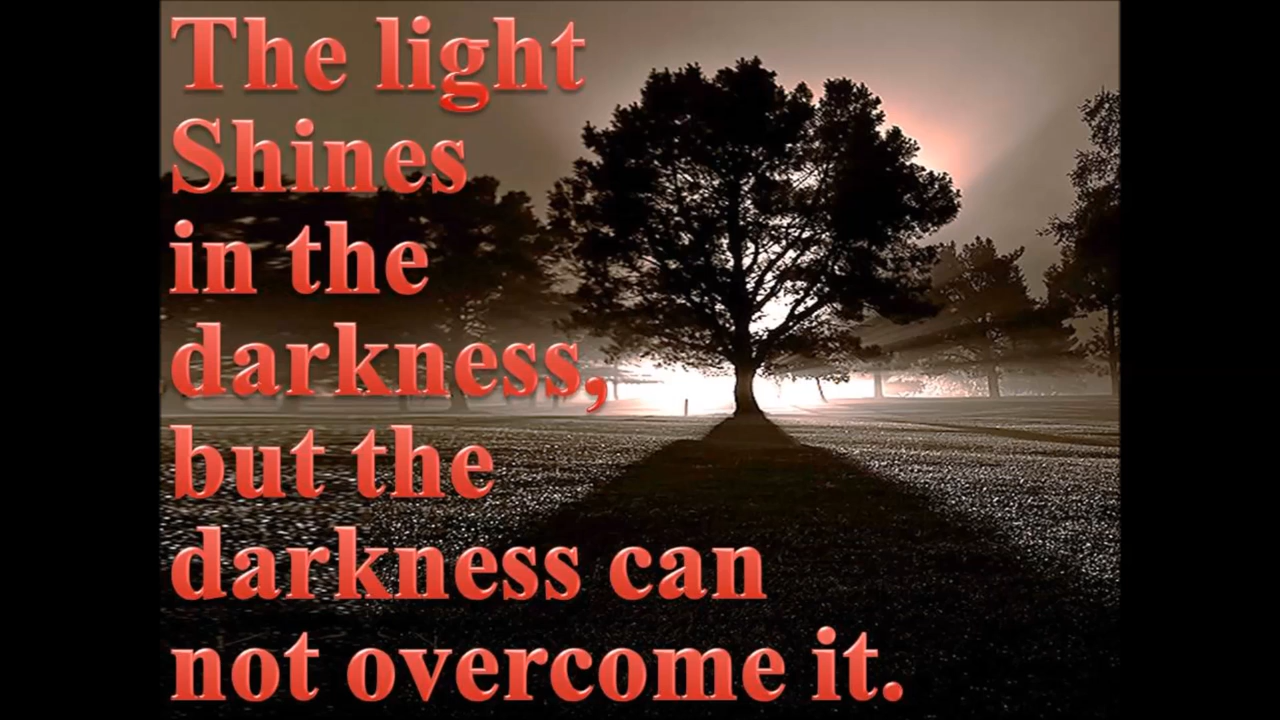 The light
Shines
in the
darkness,
but the
darkness can
not overcome it.